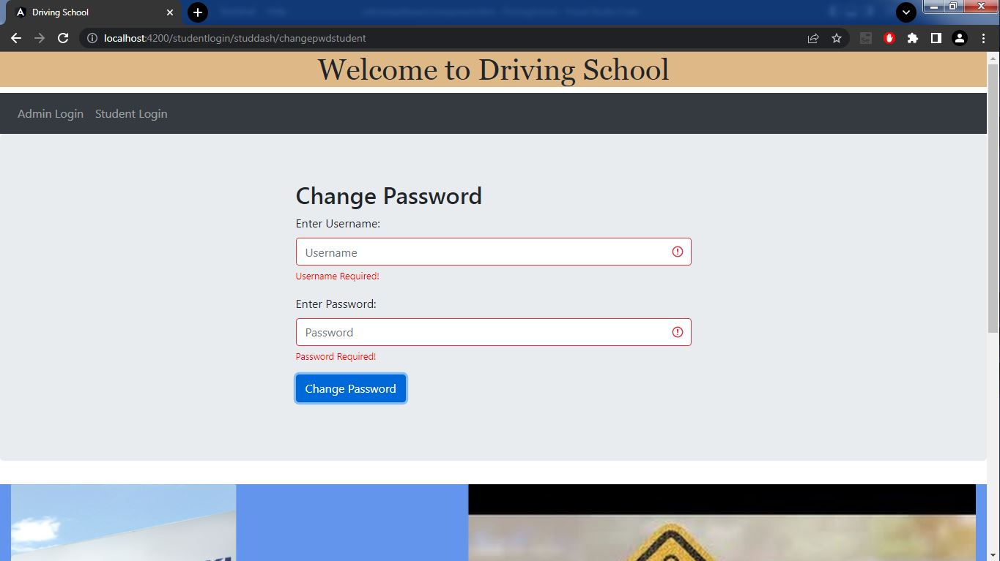 Driving School
localhost:4200/studentlogin/studdash/changepwdstudent
Welcome to Driving School
Admin Login Student Login
Change Password
Enter Username:
Username
Username Required!
Enter Password:
Password
Password Required!
Change Password